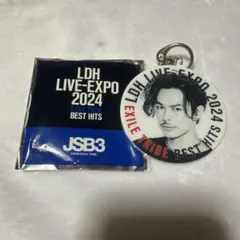 LDH
LIVE-EXPO
2024
BEST HITS
JSB3
LDH LIVE-EXPO 2024
EXILE TRIBE BEST HITS